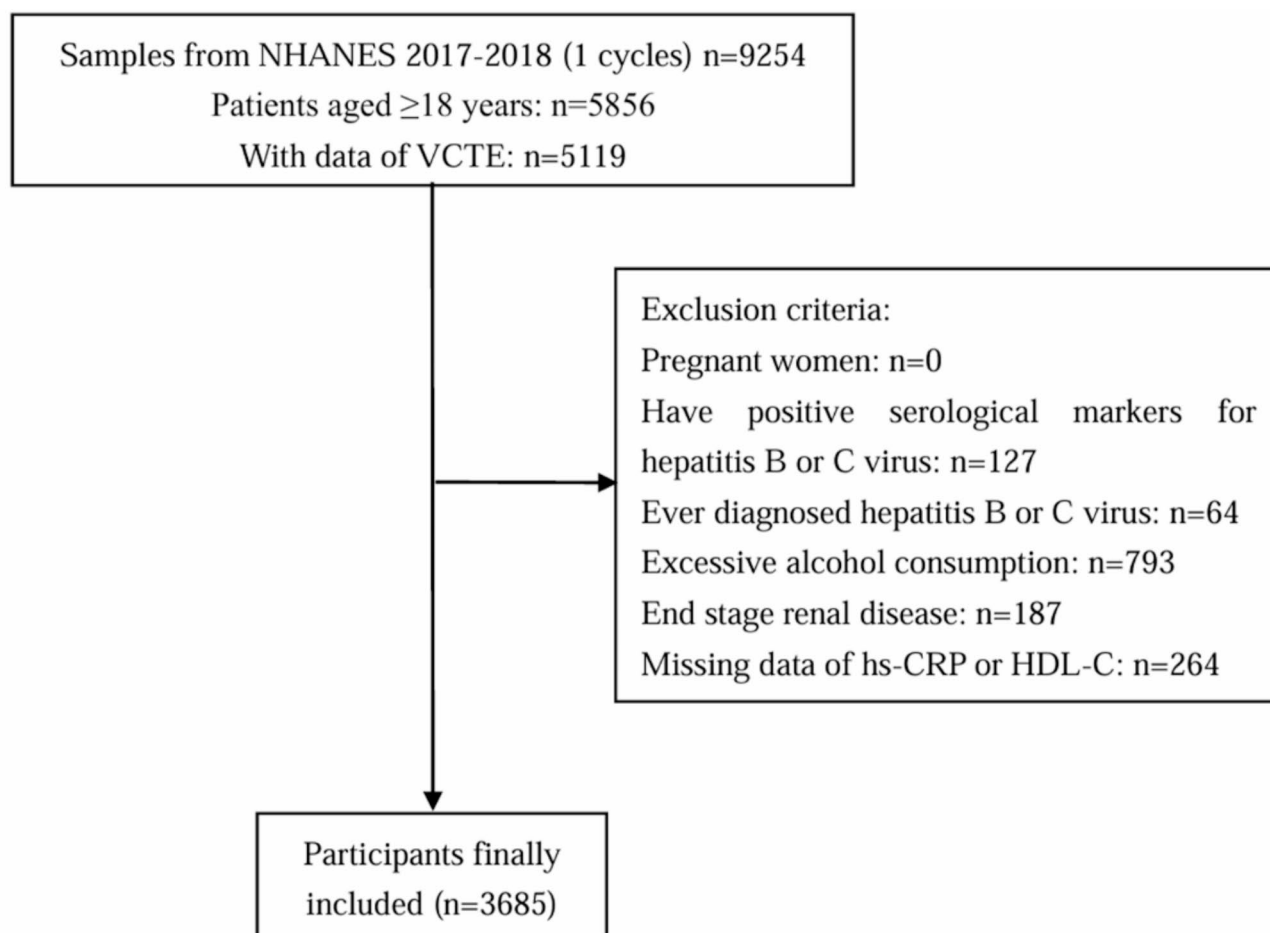 Samples from NHANES 2017-2018 (1 cycles) n=9254
Patients aged ≥18 years: n=5856
With data of VCTE: n=5119
Exclusion criteria:
Pregnant women: n=0
Have positive serological markers for
hepatitis B or C virus: n=127
Ever diagnosed hepatitis B or C virus: n=64
Excessive alcohol consumption: n=793
End stage renal disease: n=187
Missing data of hs-CRP or HDL-C: n=264
Participants finally
included (n=3685)